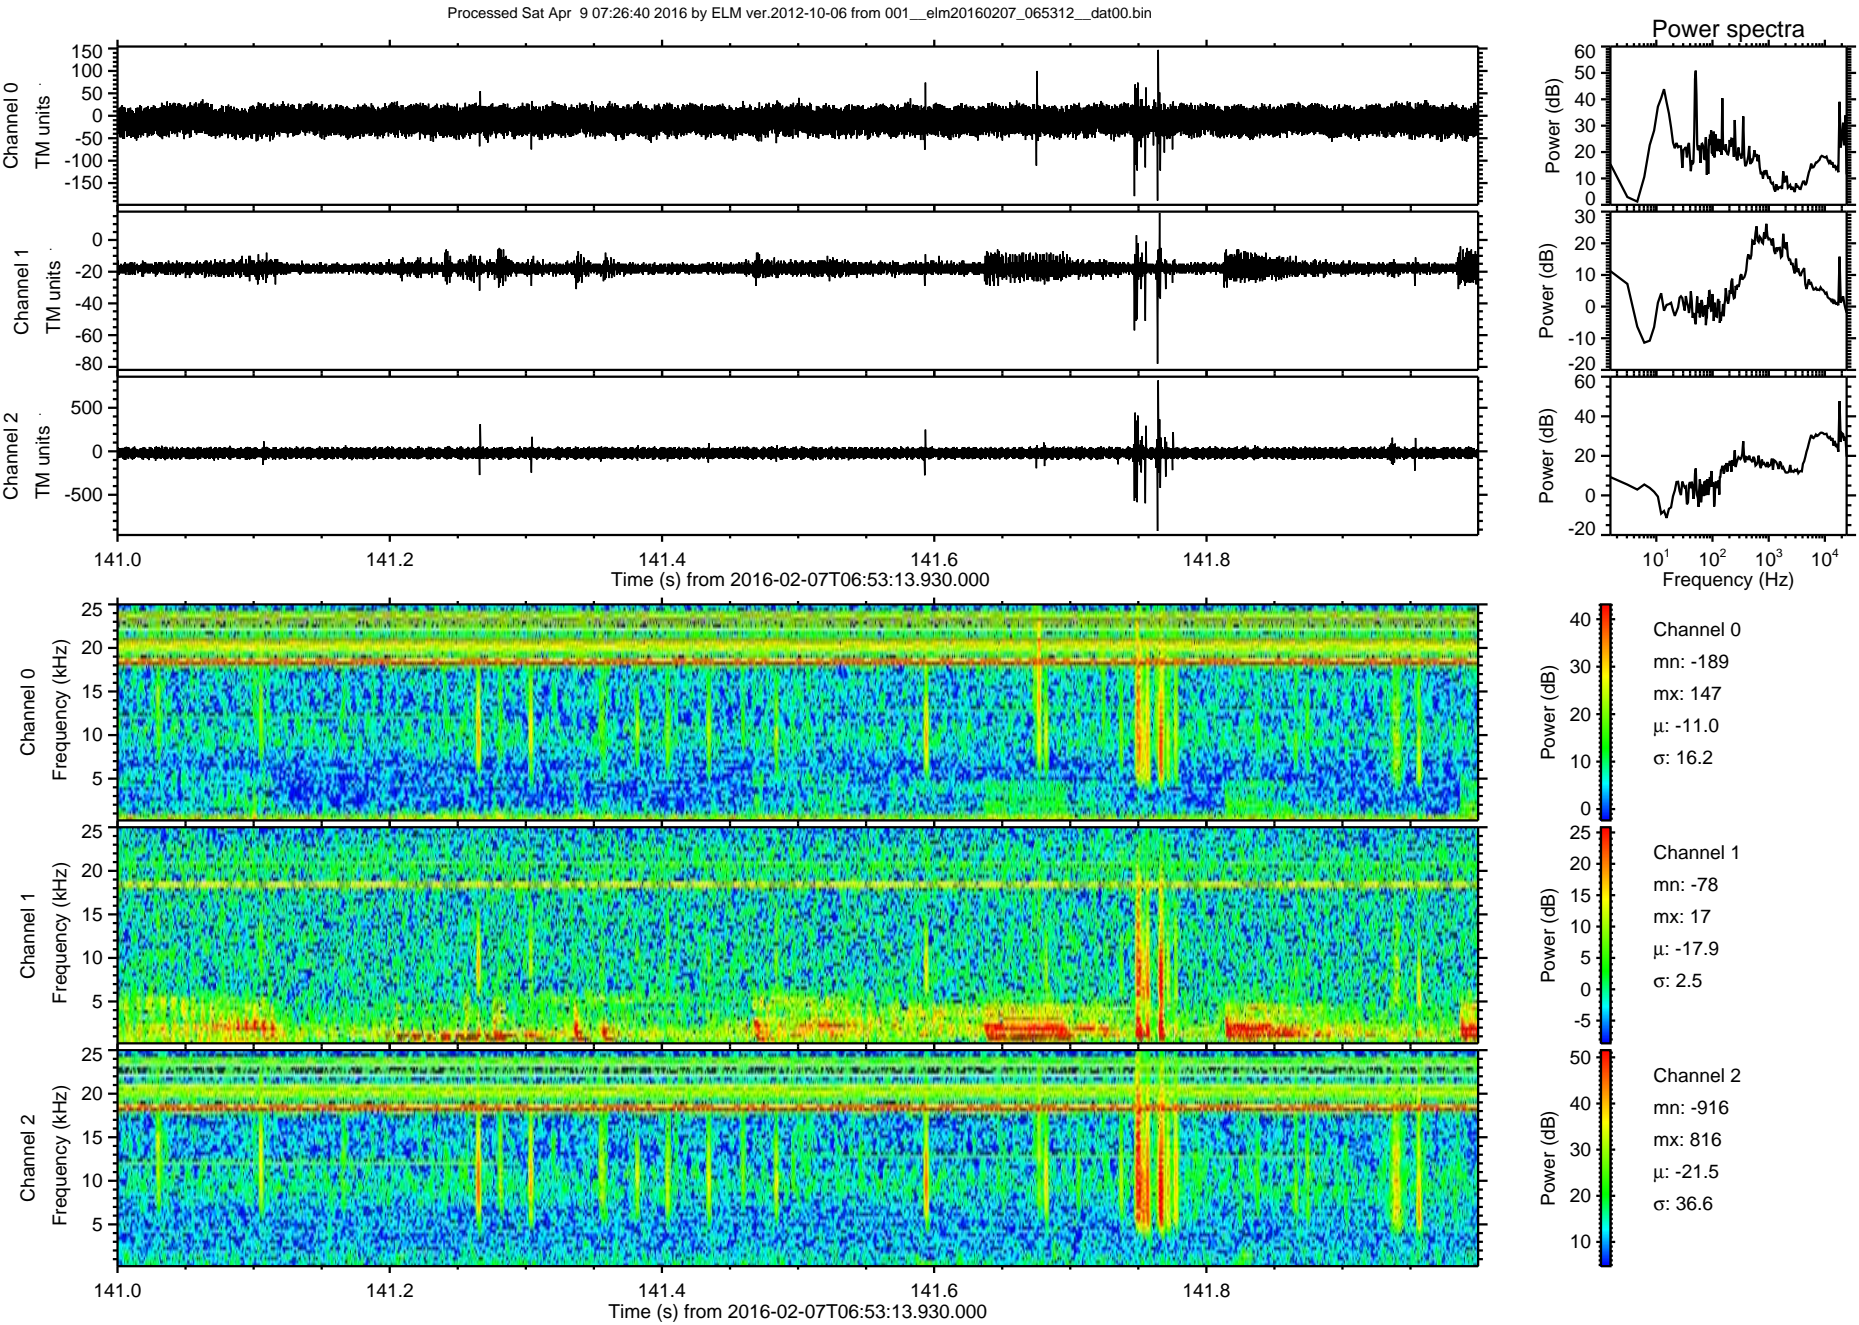 Processed Sat Apr 9 07:26:40 2016 by ELM ver.2012-10-06 from 001__elm20160207_065312__dat00.bin
Power spectra
Channel 0
TM units
150
100
50
0
-50
-100
-150
Power (dB)
60
50
40
30
20
10
0
Channel 1
TM units
0
-20
-40
-60
-80
Power (dB)
30
20
10
0
-10
-20
Channel 2
TM units
500
0
-500
Power (dB)
60
40
20
0
-20
141.0 141.2 141.4 141.6 141.8
Time (s) from 2016-02-07T06:53:13.930.000
10^1 10^2 10^3 10^4
Frequency (Hz)
Channel 0
Frequency (kHz)
25
20
15
10
5
Power (dB)
40
30
20
10
0
Channel 0
mn: -189
mx: 147
μ: -11.0
σ: 16.2
Channel 1
Frequency (kHz)
25
20
15
10
5
Power (dB)
25
20
15
10
5
0
-5
Channel 1
mn: -78
mx: 17
μ: -17.9
σ: 2.5
Channel 2
Frequency (kHz)
25
20
15
10
5
Power (dB)
50
40
30
20
10
Channel 2
mn: -916
mx: 816
μ: -21.5
σ: 36.6
141.0 141.2 141.4 141.6 141.8
Time (s) from 2016-02-07T06:53:13.930.000